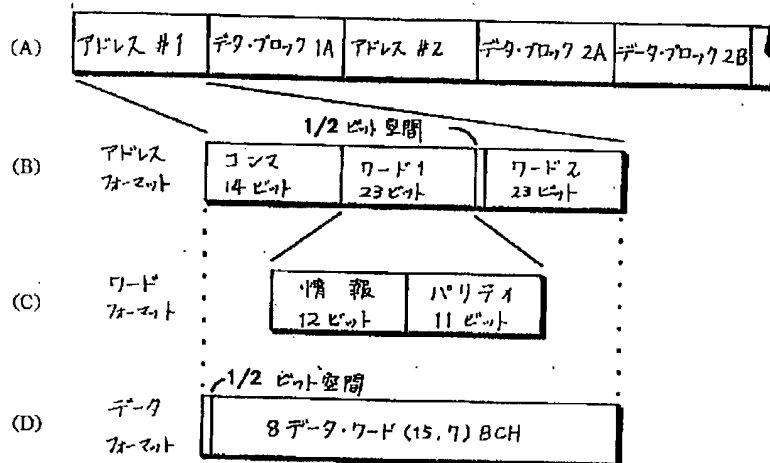 (A) アドレス #1 データ・ブロック 1A アドレス #2 データ・ブロック 2A データ・ブロック 2B
1/2 ビット空間
(B) アドレス フォーマット
コンマ
14 ビット
ワード 1
23 ビット
ワード 2
23 ビット
(C) ワード フォーマット
情報
12 ビット
パリティ
11 ビット
1/2 ビット空間
(D) データ フォーマット
8 データ・ワード (15, 7) BCH